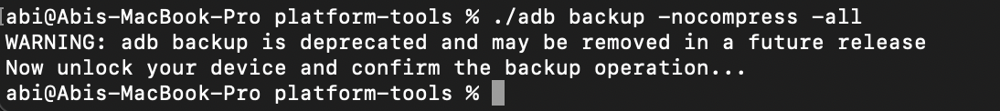 abi@Abis-MacBook-Pro platform-tools % ./adb backup -nocompress -all
WARNING: adb backup is deprecated and may be removed in a future release
Now unlock your device and confirm the backup operation...
abi@Abis-MacBook-Pro platform-tools %